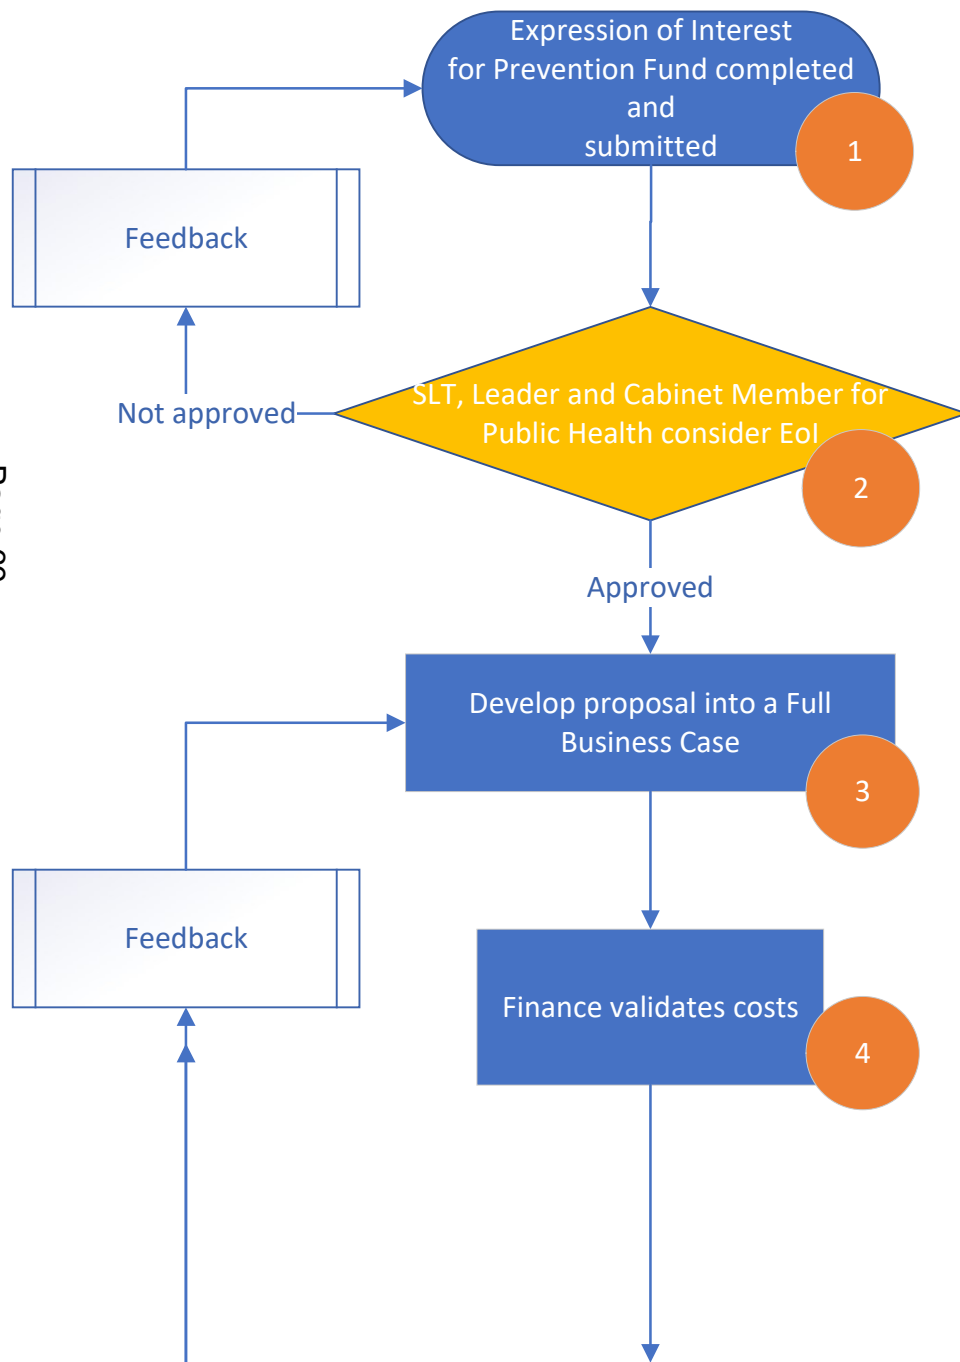 Expression of Interest
for Prevention Fund completed
and
submitted
1
Feedback
SLT, Leader and Cabinet Member for
Public Health consider EoI
2
Not approved
Approved
Develop proposal into a Full
Business Case
3
Feedback
Finance validates costs
4